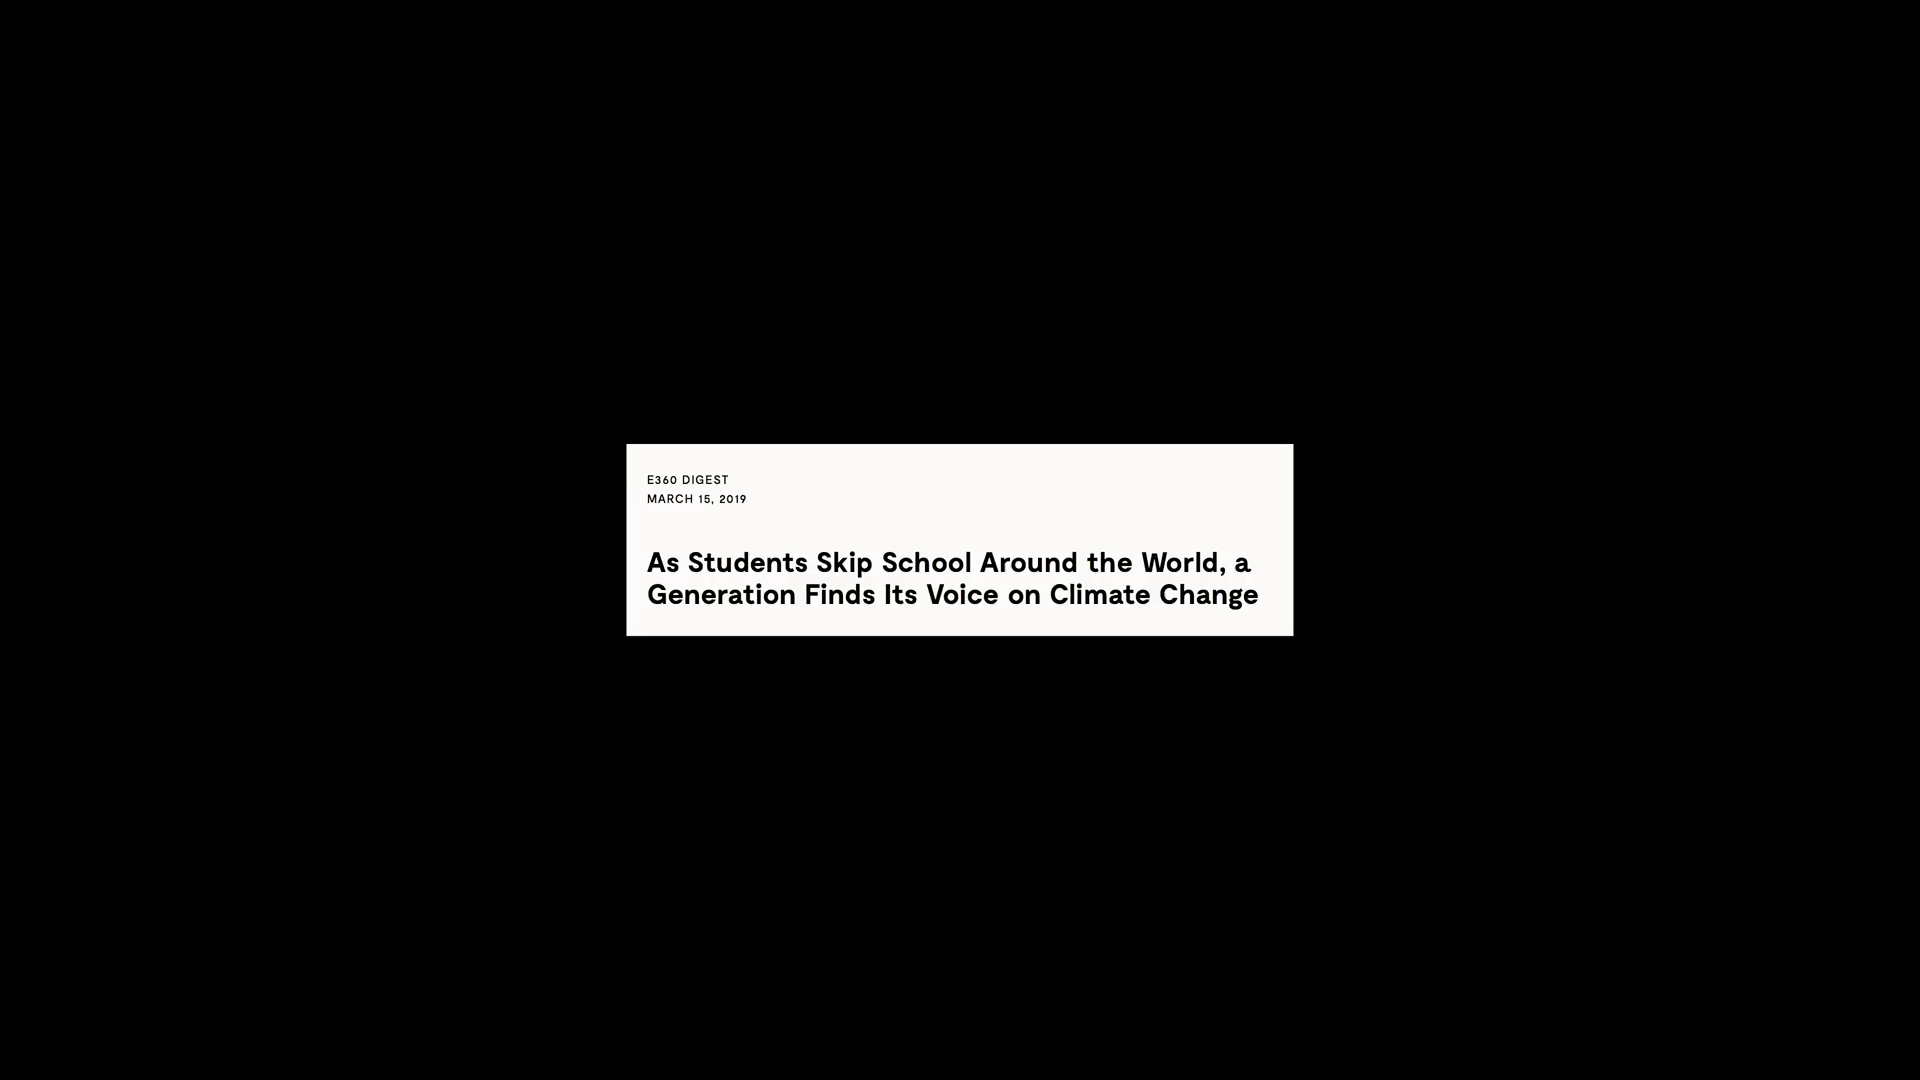 E360 DIGEST
MARCH 15, 2019
As Students Skip School Around the World, a
Generation Finds Its Voice on Climate Change